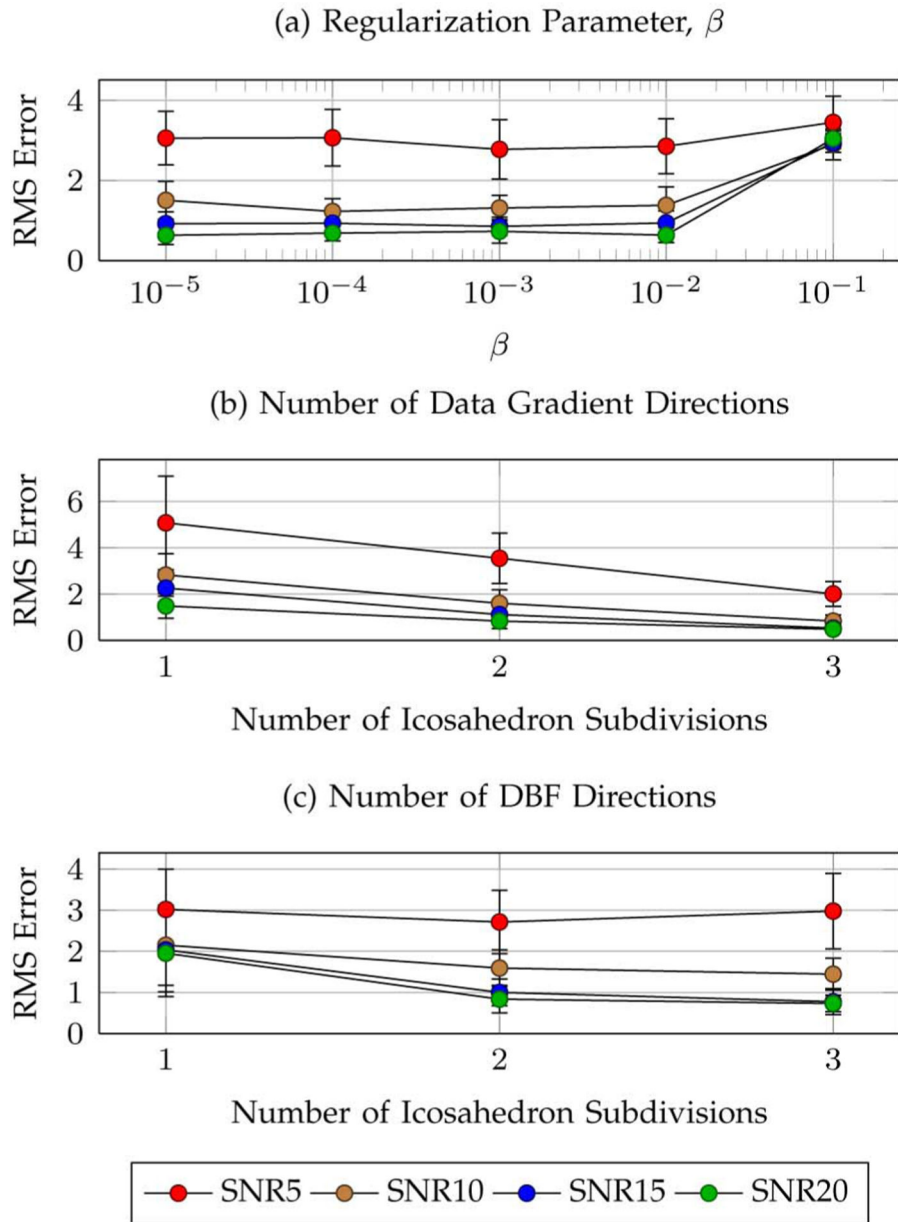 (a) Regularization Parameter, β
RMS Error
4
2
0
10⁻⁵ 10⁻⁴ 10⁻³ 10⁻² 10⁻¹
β
(b) Number of Data Gradient Directions
RMS Error
6
4
2
0
1 2 3
Number of Icosahedron Subdivisions
(c) Number of DBF Directions
RMS Error
4
3
2
1
0
1 2 3
Number of Icosahedron Subdivisions
SNR5 SNR10 SNR15 SNR20